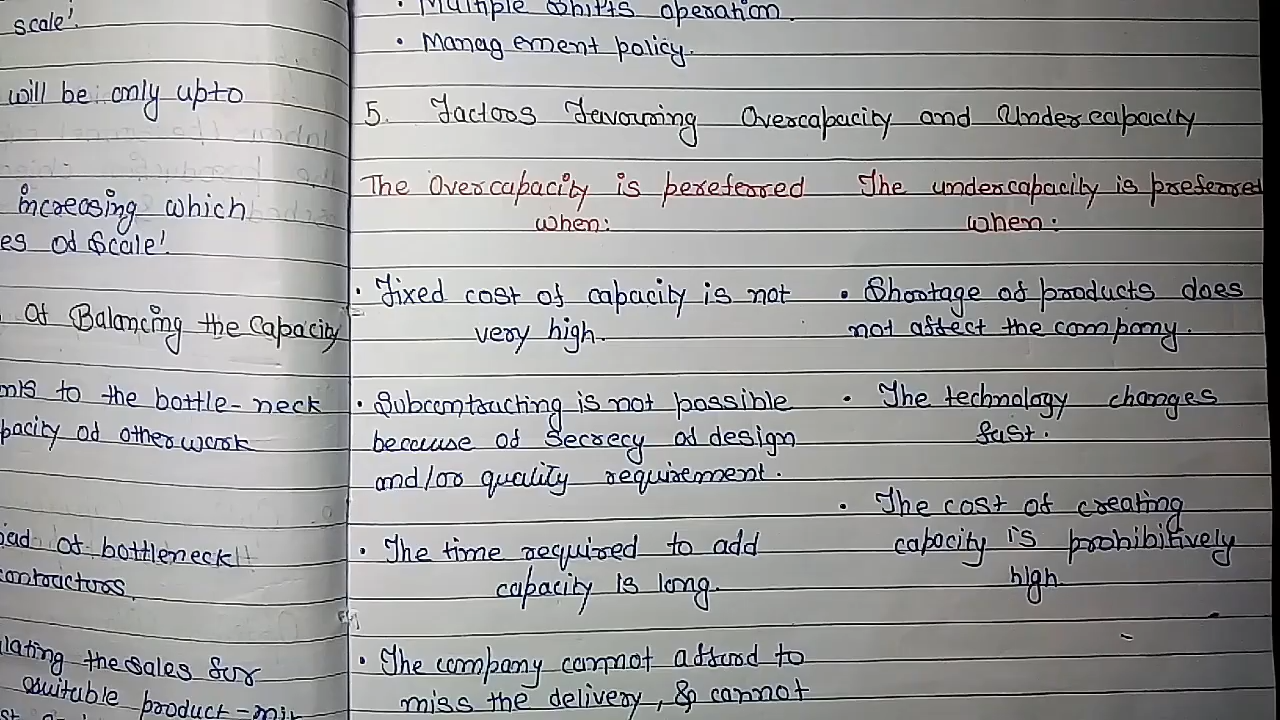 scale!
will be only upto
increasing which
es of scale!
Of Balancing the Capacity
to the bottle-neck
pacity of other work
of bottleneck
contractors.
lating the sales for
suitable product-mix
Multiple Shifts operation.
• Management policy.
5. Factors Fevouring Overcapacity and Undercapacity
The Overcapacity is pereferred
when:
• Fixed cost of capacity is not
very high.
• Subcontracting is not possible
because of secrecy of design
and/or quality requirement.
• The time required to add
capacity is long.
• The company cannot afford to
miss the delivery, & cannot
The undercapacity is preferred
when:
• Shortage of products does
not affect the company.
• The technology changes
fast.
• The cost of creating
capacity is prohibitively
high